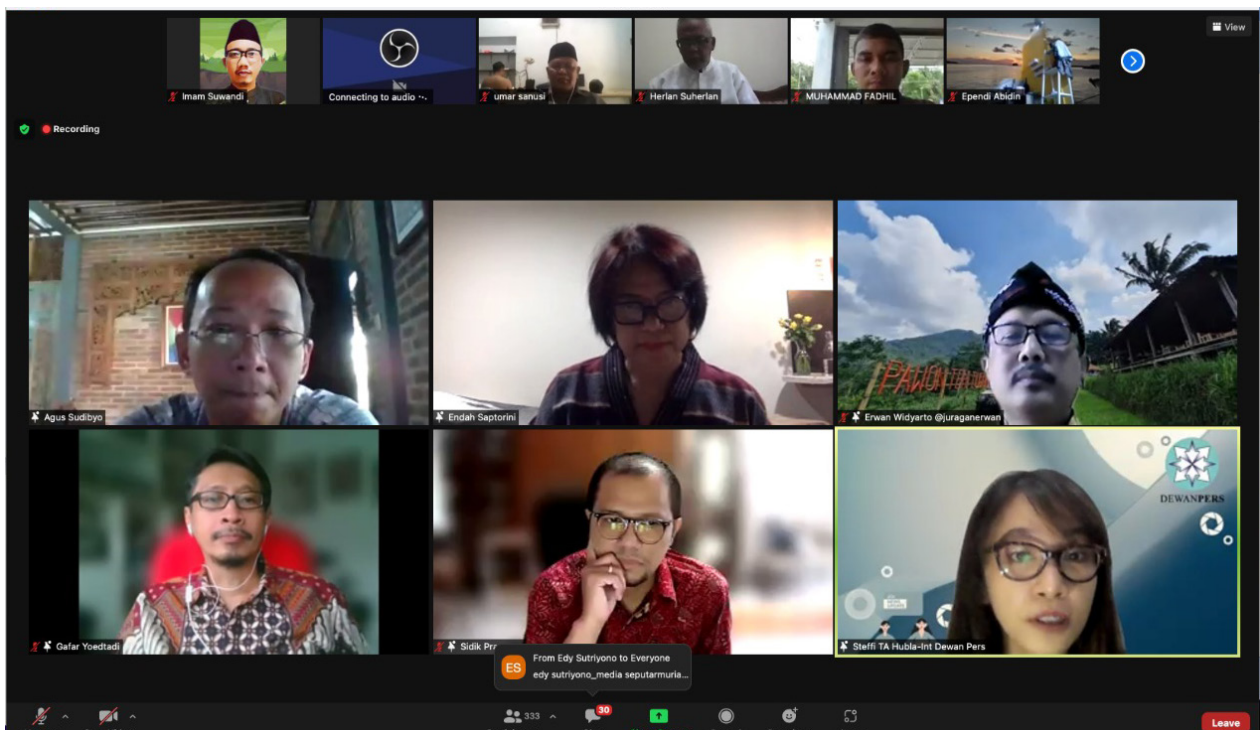 View
Imam Suwandi
Connecting to audio ...
umar sanusi
Herlan Suherlan
MUHAMMAD FADHIL
Ependi Abidin
Recording
Agus Sudibyo
Endah Saptorini
PAWON
Erwan Widyarto @juraganerwan
DEWANPERS
Gafar Yoedtadi
Sidik
Steffi TA Hubla-Int Dewan Pers
ES
From Edy Sutriyono to Everyone
edy sutriyono_media seputarmuria...
333
30
Leave